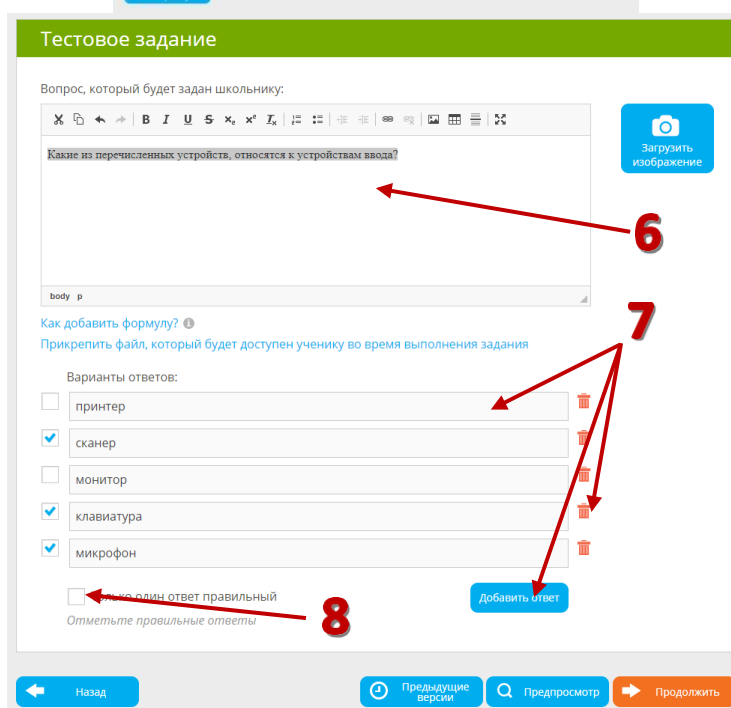 Тестовое задание
Вопрос, который будет задан школьнику:
Какие из перечисленных устройств, относятся к устройствам ввода?
Загрузить
изображение
6
body p
Как добавить формулу?
7
Прикрепить файл, который будет доступен ученику во время выполнения задания
Варианты ответов:
принтер
сканер
монитор
клавиатура
микрофон
только один ответ правильный
Добавить ответ
8
Отметьте правильные ответы
Назад
Предыдущие
версии
Предпросмотр
Продолжить